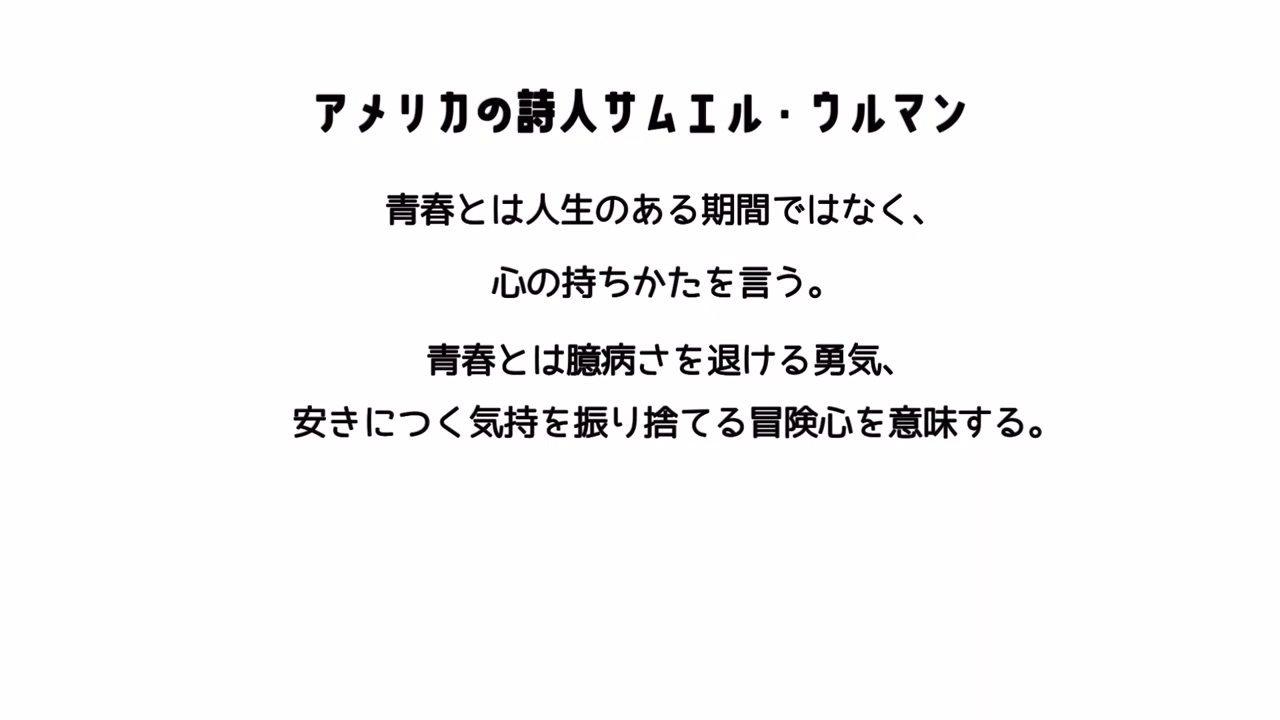 アメリカの詩人サムエル・ウルマン
青春とは人生のある期間ではなく、
心の持ちかたを言う。
青春とは臆病さを退ける勇気、
安きにつく気持を振り捨てる冒険心を意味する。